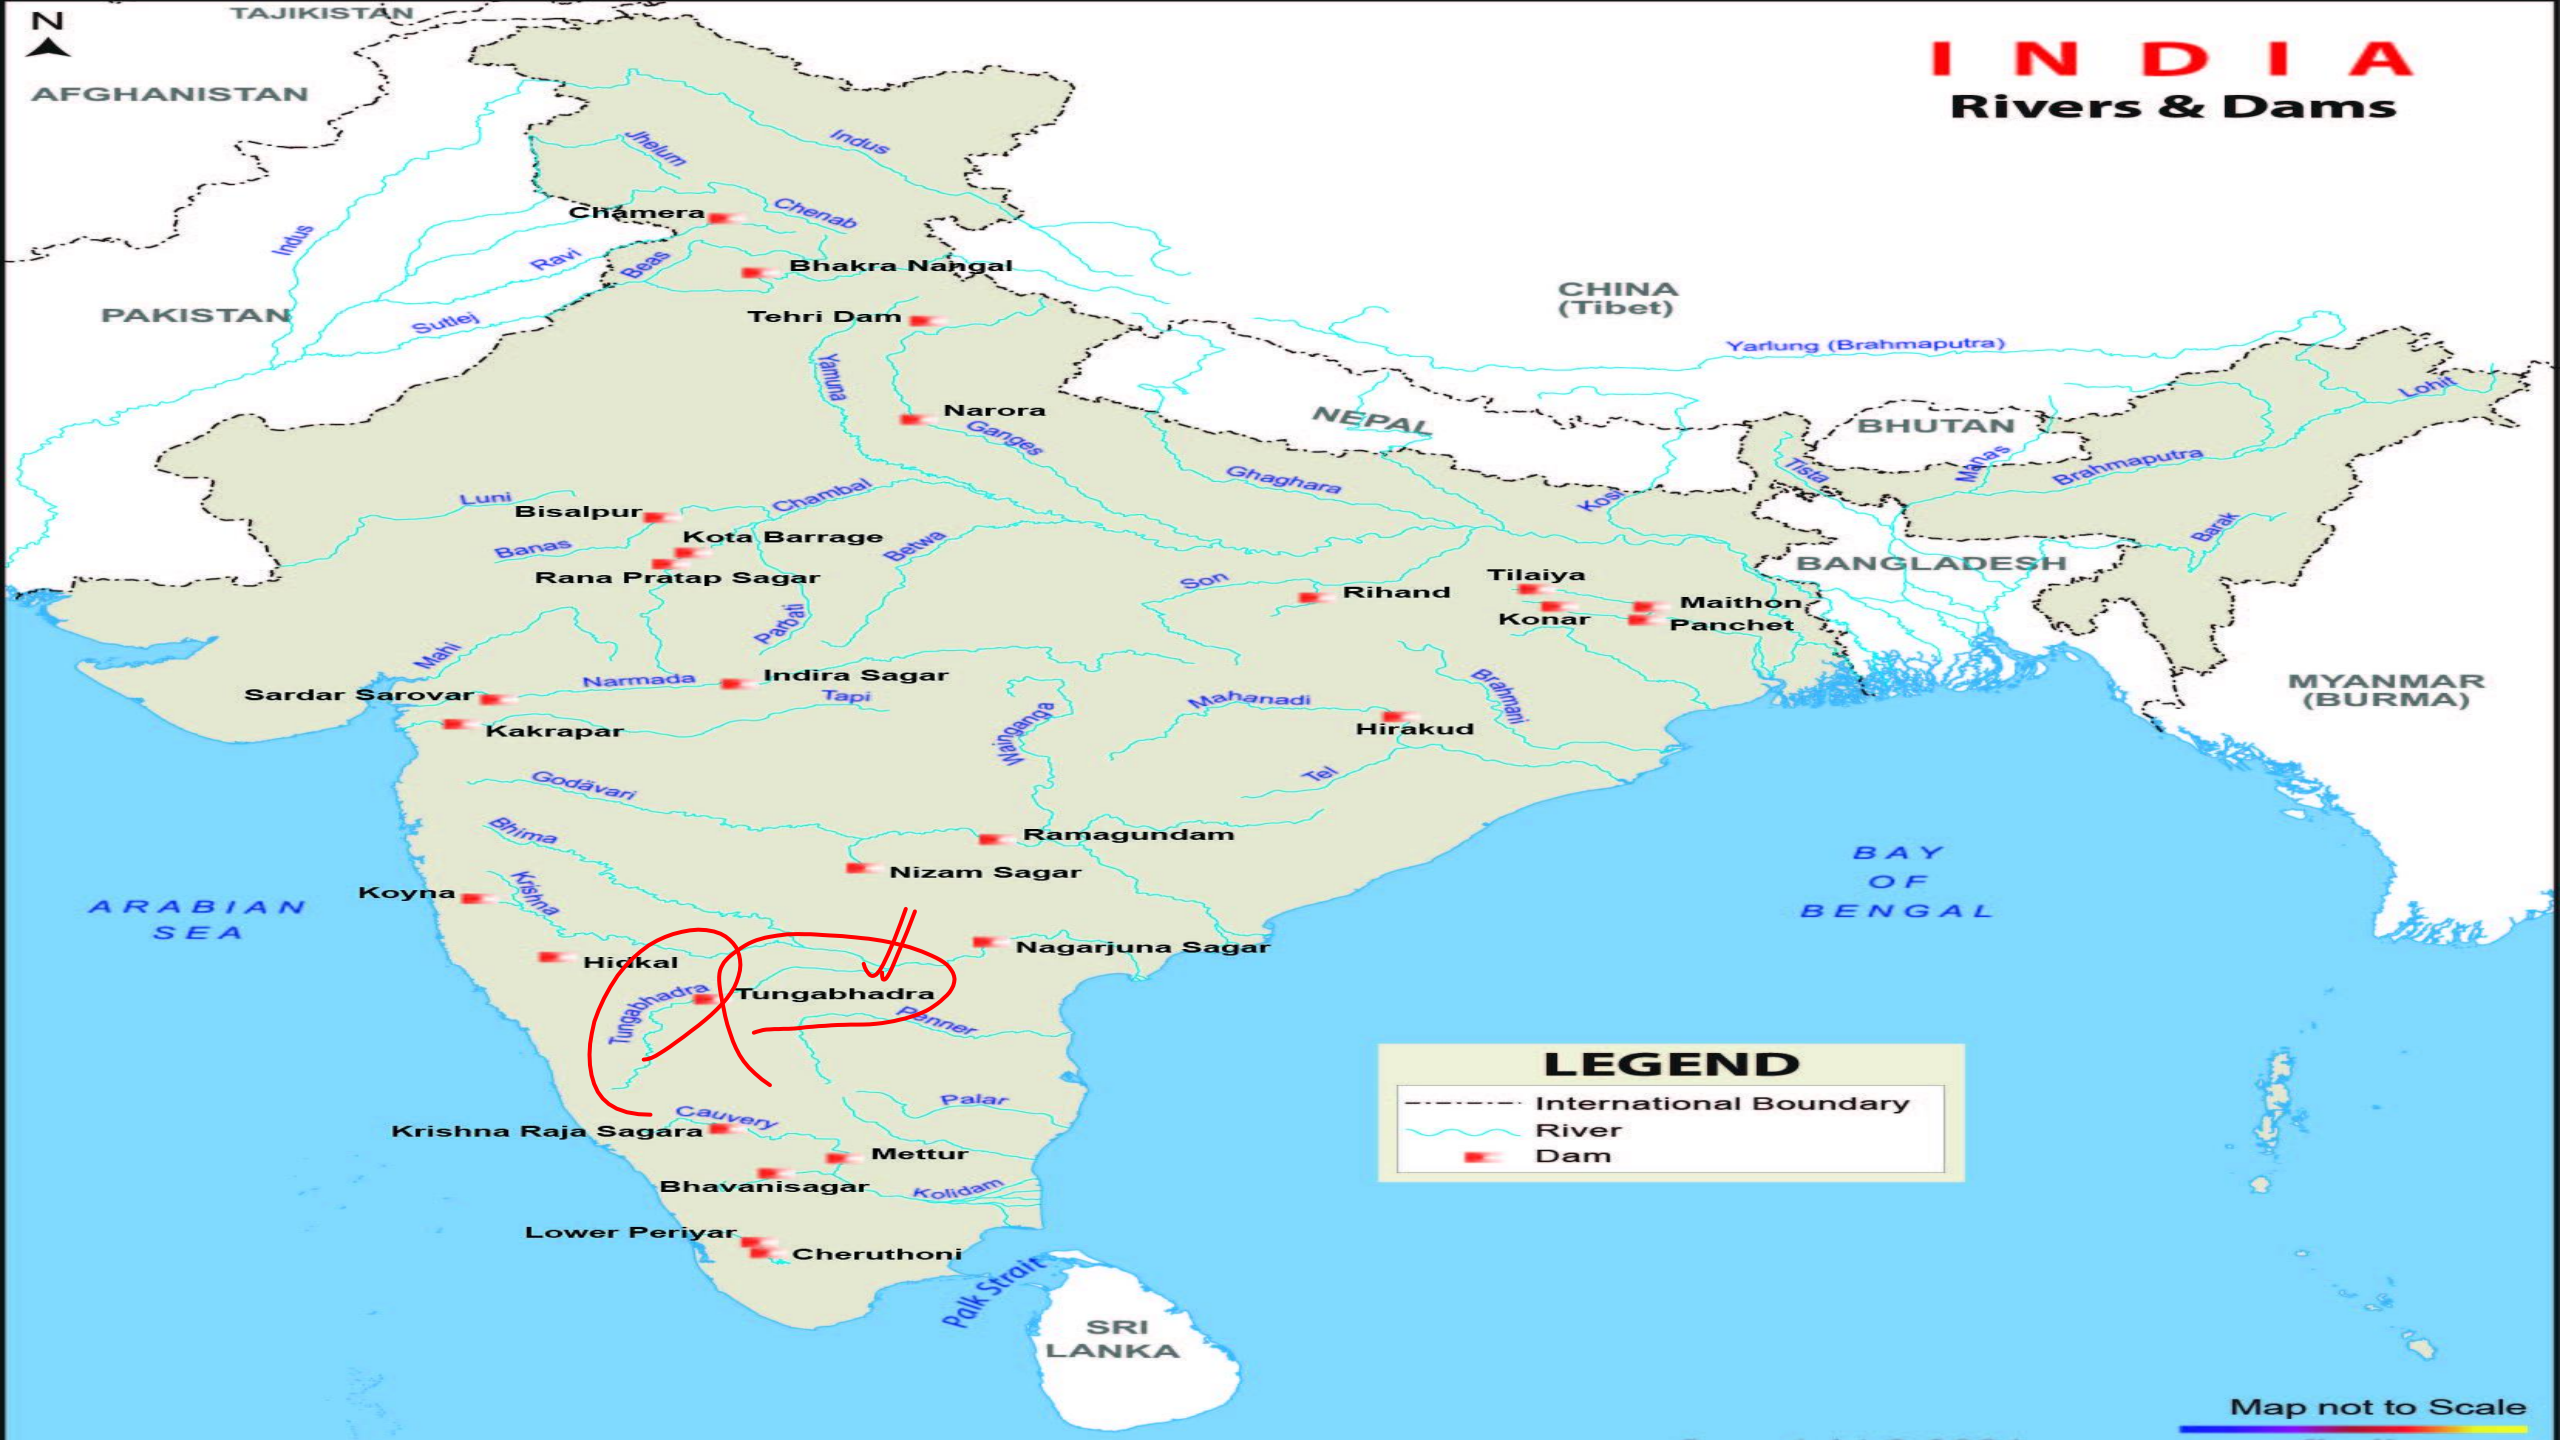 N
TAJIKISTAN
AFGHANISTAN
PAKISTAN
INDIA
Rivers & Dams
Indus
Jhelum
Indus
Chenab
Chamera
Ravi
Beas
Bhakra Nangal
Sutlej
Tehri Dam
CHINA
(Tibet)
Yarlung (Brahmaputra)
Yamuna
Narora
Ganges
NEPAL
BHUTAN
Lohit
Ghaghara
Kosi
Tista
Manas
Brahmaputra
Barak
Luni
Bisalpur
Chambal
Banas
Kota Barrage
Betwa
Rana Pratap Sagar
Parbati
Son
Rihand
Tilaiya
Konar
Maithon
Panchet
BANGLADESH
MYANMAR
(BURMA)
Mahi
Narmada
Indira Sagar
Sardar Sarovar
Tapi
Kakrapar
Wainganga
Mahanadi
Hirakud
Brahmani
Tel
Godävari
Bhima
Ramagundam
Nizam Sagar
Koyna
Krishna
Hidkal
Nagarjuna Sagar
Tungabhadra
Tungabhadra
Penner
ARABIAN
SEA
BAY
OF
BENGAL
Palar
Cauvery
Krishna Raja Sagara
Mettur
Bhavanisagar
Kolidam
Lower Periyar
Cheruthoni
Palk Strait
SRI
LANKA
LEGEND
International Boundary
River
Dam
Map not to Scale